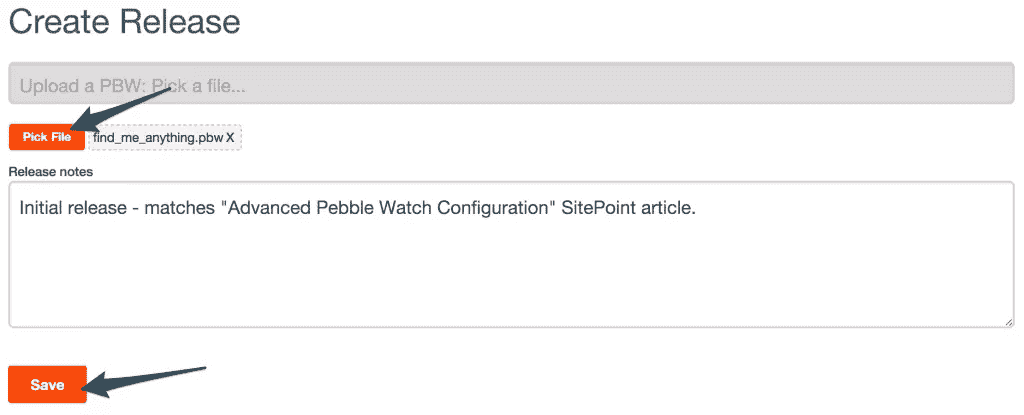 Create Release
Upload a PBW: Pick a file...
Pick File find_me_anything.pbw X
Release notes
Initial release - matches "Advanced Pebble Watch Configuration" SitePoint article.
Save